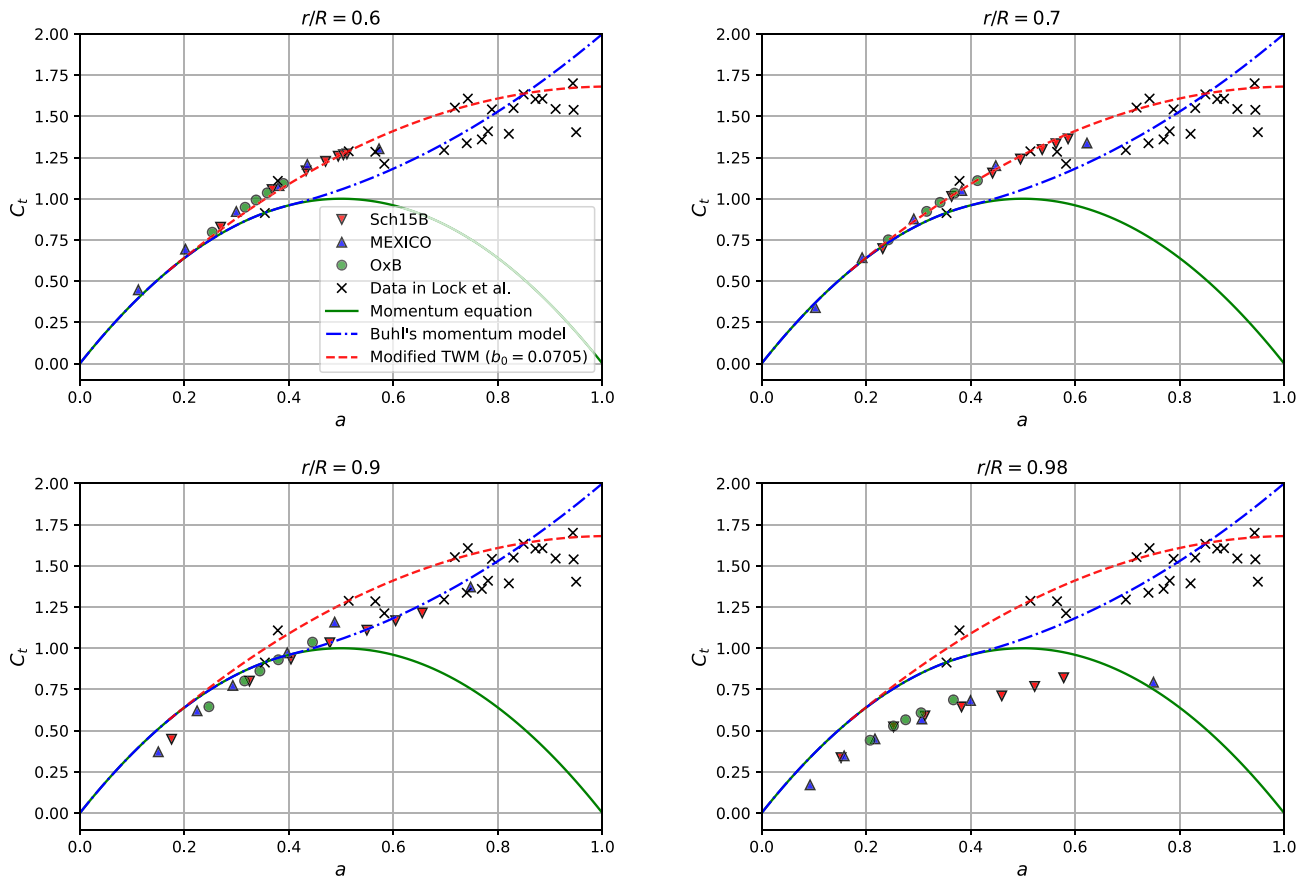 r/R = 0.6
2.00
1.75
1.50
1.25
1.00
0.75
0.50
0.25
0.00
C_t
0.0 0.2 0.4 0.6 0.8 1.0
a
Sch15B
MEXICO
OxB
Data in Lock et al.
Momentum equation
Buhl's momentum model
Modified TWM (b_0 = 0.0705)
r/R = 0.7
2.00
1.75
1.50
1.25
1.00
0.75
0.50
0.25
0.00
C_t
0.0 0.2 0.4 0.6 0.8 1.0
a
r/R = 0.9
2.00
1.75
1.50
1.25
1.00
0.75
0.50
0.25
0.00
C_t
0.0 0.2 0.4 0.6 0.8 1.0
a
r/R = 0.98
2.00
1.75
1.50
1.25
1.00
0.75
0.50
0.25
0.00
C_t
0.0 0.2 0.4 0.6 0.8 1.0
a